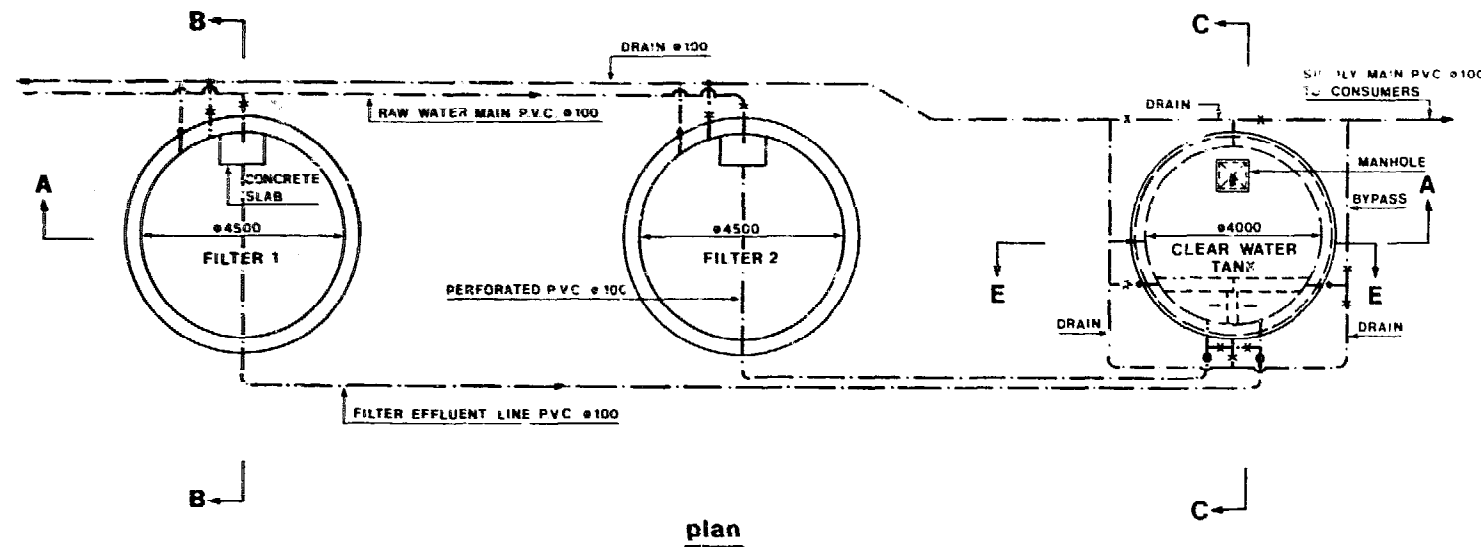 B
C
DRAIN ø100
PVC ø100
TO CONSUMERS
DRAIN
RAW WATER MAIN P.V.C. ø100
MANHOLE
A
A
CONCRETE
SLAB
BYPASS
ø4500
ø4500
ø4000
FILTER 1
FILTER 2
CLEAR WATER
TANK
E
E
PERFORATED P.V.C ø100
DRAIN
DRAIN
FILTER EFFLUENT LINE PVC ø100
B
C
plan